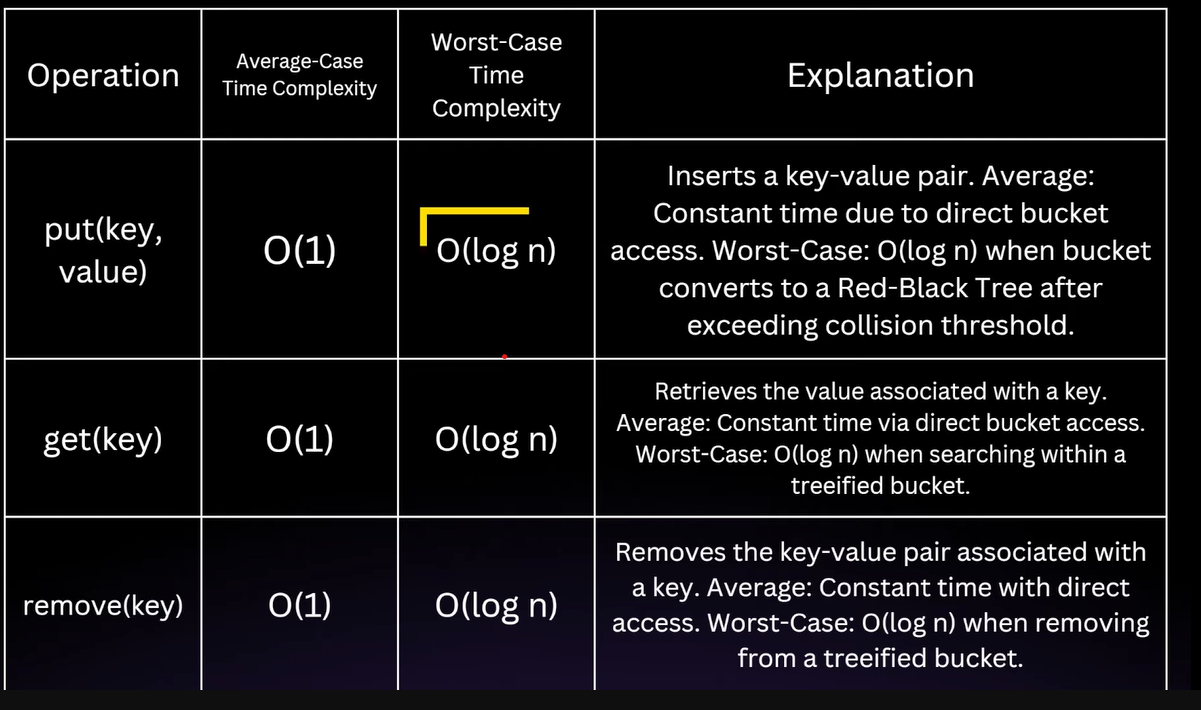 Operation
Average-Case
Time Complexity
Worst-Case
Time
Complexity
Explanation
put(key,
value)
O(1)
O(log n)
Inserts a key-value pair. Average:
Constant time due to direct bucket
access. Worst-Case: O(log n) when bucket
converts to a Red-Black Tree after
exceeding collision threshold.
get(key)
O(1)
O(log n)
Retrieves the value associated with a key.
Average: Constant time via direct bucket access.
Worst-Case: O(log n) when searching within a
treeified bucket.
remove(key)
O(1)
O(log n)
Removes the key-value pair associated with
a key. Average: Constant time with direct
access. Worst-Case: O(log n) when removing
from a treeified bucket.